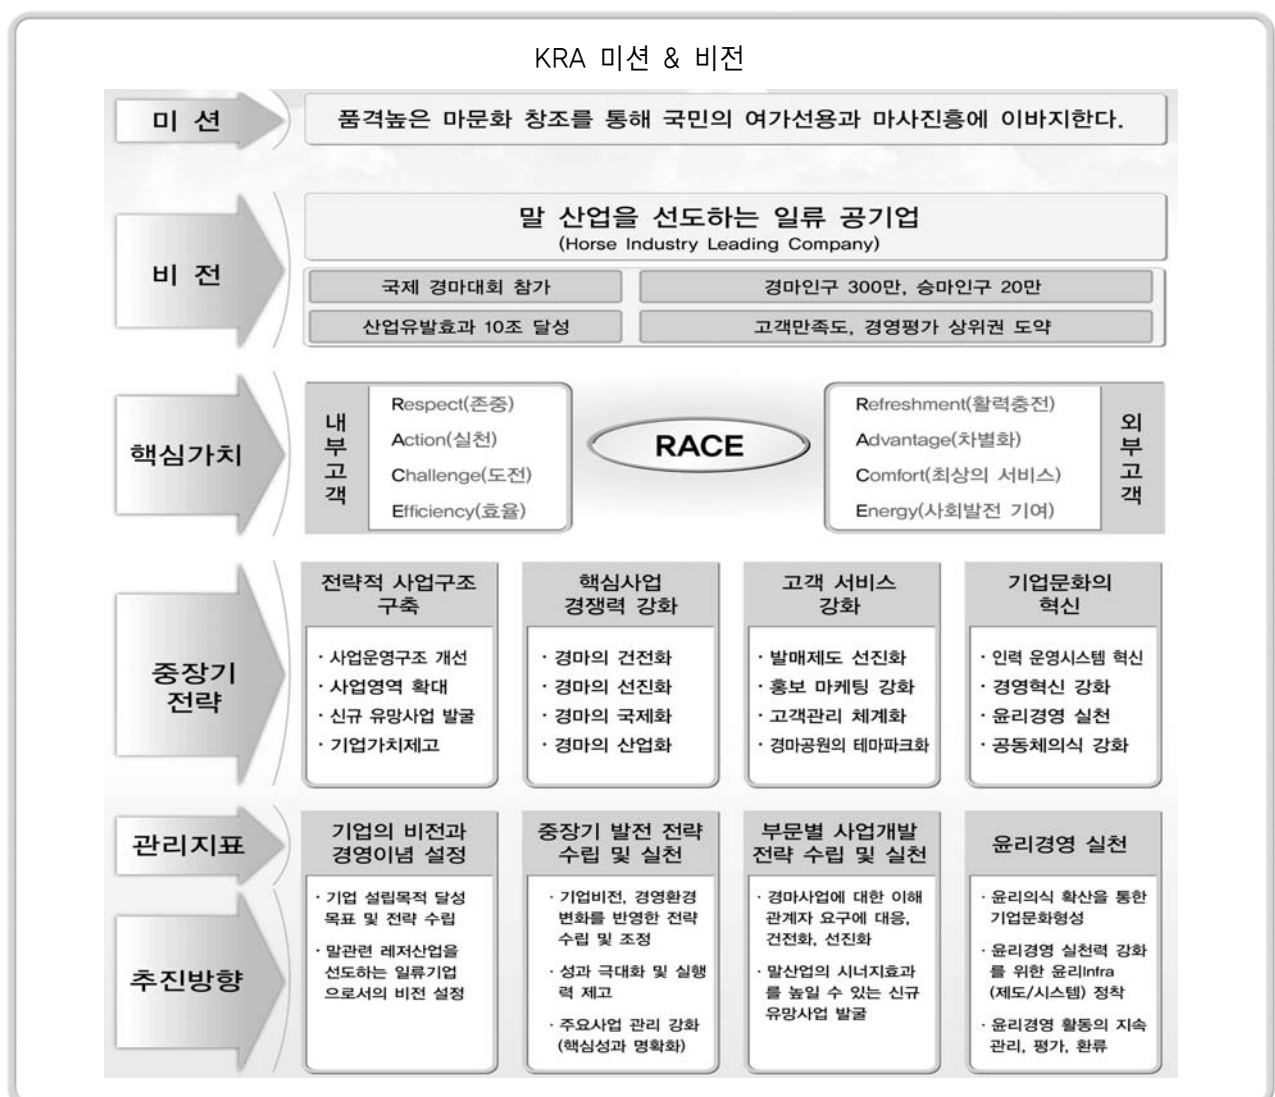 KRA 미션 & 비전
미 션
품격높은 마문화 창조를 통해 국민의 여가선용과 마사진흥에 이바지한다.
비 전
말 산업을 선도하는 일류 공기업
(Horse Industry Leading Company)
국제 경마대회 참가
경마인구 300만, 승마인구 20만
산업유발효과 10조 달성
고객만족도, 경영평가 상위권 도약
핵심가치
내부고객
Respect(존중)
Action(실천)
Challenge(도전)
Efficiency(효율)
RACE
Refreshment(활력충전)
Advantage(차별화)
Comfort(최상의 서비스)
Energy(사회발전 기여)
외부고객
중장기
전략
전략적 사업구조
구축
· 사업운영구조 개선
· 사업영역 확대
· 신규 유망사업 발굴
· 기업가치제고
핵심사업
경쟁력 강화
· 경마의 건전화
· 경마의 선진화
· 경마의 국제화
· 경마의 산업화
고객 서비스
강화
· 발매제도 선진화
· 홍보 마케팅 강화
· 고객관리 체계화
· 경마공원의 테마파크화
기업문화의
혁신
· 인력 운영시스템 혁신
· 경영혁신 강화
· 윤리경영 실천
· 공동체의식 강화
관리지표
기업의 비전과
경영이념 설정
중장기 발전 전략
수립 및 실천
부문별 사업개발
전략 수립 및 실천
윤리경영 실천
추진방향
· 기업 설립목적 달성
목표 및 전략 수립
· 말관련 레저산업을
선도하는 일류기업
으로서의 비전 설정
· 기업비전, 경영환경
변화를 반영한 전략
수립 및 조정
· 성과 극대화 및 실행
력 제고
· 주요사업 관리 강화
(핵심성과 명확화)
· 경마사업에 대한 이해
관계자 요구에 대응,
건전화, 선진화
· 말산업의 시너지효과
를 높일 수 있는 신규
유망사업 발굴
· 윤리의식 확산을 통한
기업문화형성
· 윤리경영 실천력 강화
를 위한 윤리Infra
(제도/시스템) 정착
· 윤리경영 활동의 지속
관리, 평가, 환류